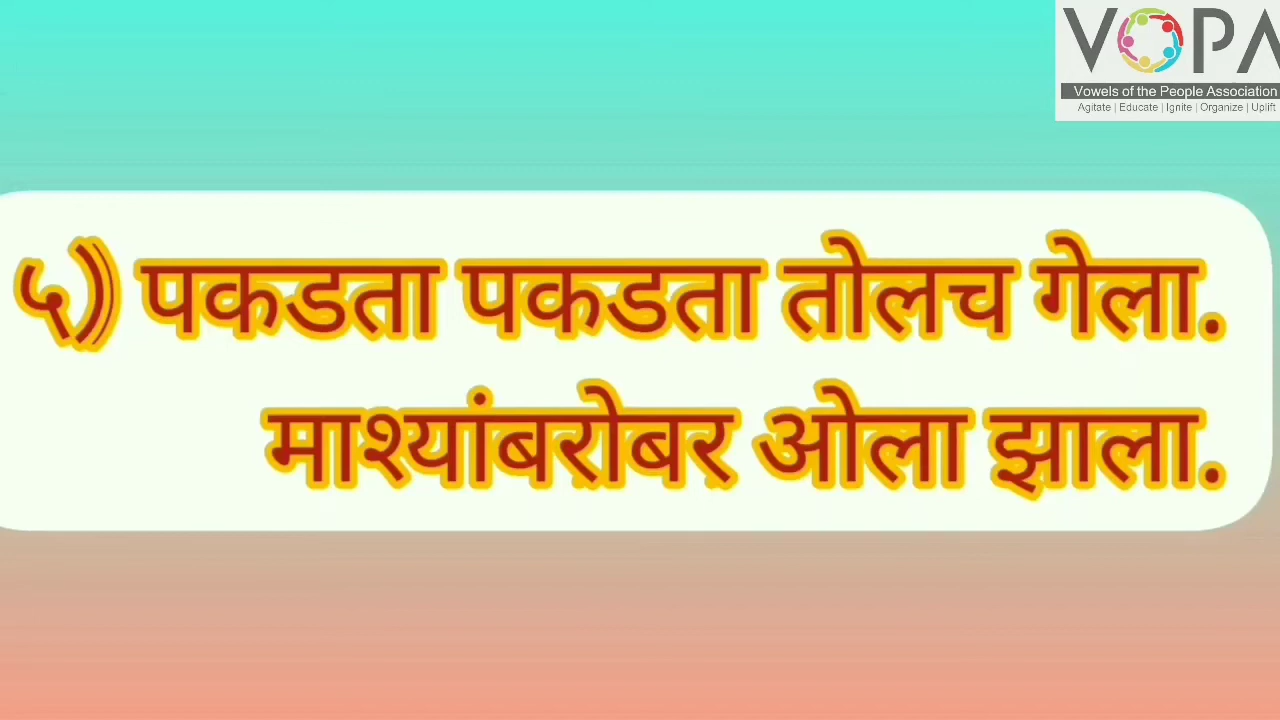 VOPA
Vowels of the People Association
Agitate | Educate | Ignite | Organize | Uplift
५) पकडता पकडता तोलच गेला.
माश्यांबरोबर ओला झाला.